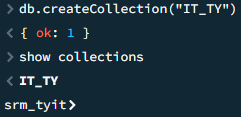 > db.createCollection("IT_TY")
< { ok: 1 }
> show collections
< IT_TY
srm_tyit>